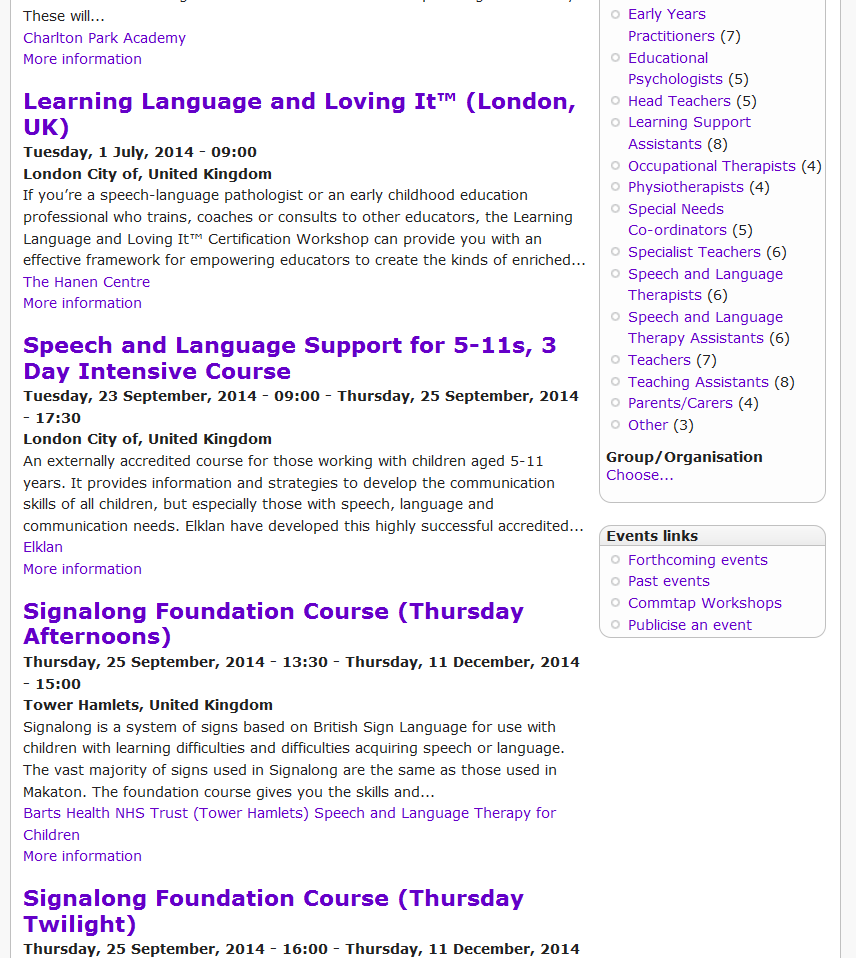 These will...
Charlton Park Academy
More information
Learning Language and Loving It™ (London,
UK)
Tuesday, 1 July, 2014 - 09:00
London City of, United Kingdom
If you’re a speech-language pathologist or an early childhood education
professional who trains, coaches or consults to other educators, the Learning
Language and Loving It™ Certification Workshop can provide you with an
effective framework for empowering educators to create the kinds of enriched...
The Hanen Centre
More information
Speech and Language Support for 5-11s, 3
Day Intensive Course
Tuesday, 23 September, 2014 - 09:00 - Thursday, 25 September, 2014
- 17:30
London City of, United Kingdom
An externally accredited course for those working with children aged 5-11
years. It provides information and strategies to develop the communication
skills of all children, but especially those with speech, language and
communication needs. Elklan have developed this highly successful accredited...
Elklan
More information
Signalong Foundation Course (Thursday
Afternoons)
Thursday, 25 September, 2014 - 13:30 - Thursday, 11 December, 2014
- 15:00
Tower Hamlets, United Kingdom
Signalong is a system of signs based on British Sign Language for use with
children with learning difficulties and difficulties acquiring speech or language.
The vast majority of signs used in Signalong are the same as those used in
Makaton. The foundation course gives you the skills and...
Barts Health NHS Trust (Tower Hamlets) Speech and Language Therapy for
Children
More information
Signalong Foundation Course (Thursday
Twilight)
Thursday, 25 September, 2014 - 16:00 - Thursday, 11 December, 2014
Early Years
Practitioners (7)
Educational
Psychologists (5)
Head Teachers (5)
Learning Support
Assistants (8)
Occupational Therapists (4)
Physiotherapists (4)
Special Needs
Co-ordinators (5)
Specialist Teachers (6)
Speech and Language
Therapists (6)
Speech and Language
Therapy Assistants (6)
Teachers (7)
Teaching Assistants (8)
Parents/Carers (4)
Other (3)
Group/Organisation
Choose...
Events links
Forthcoming events
Past events
Commtap Workshops
Publicise an event